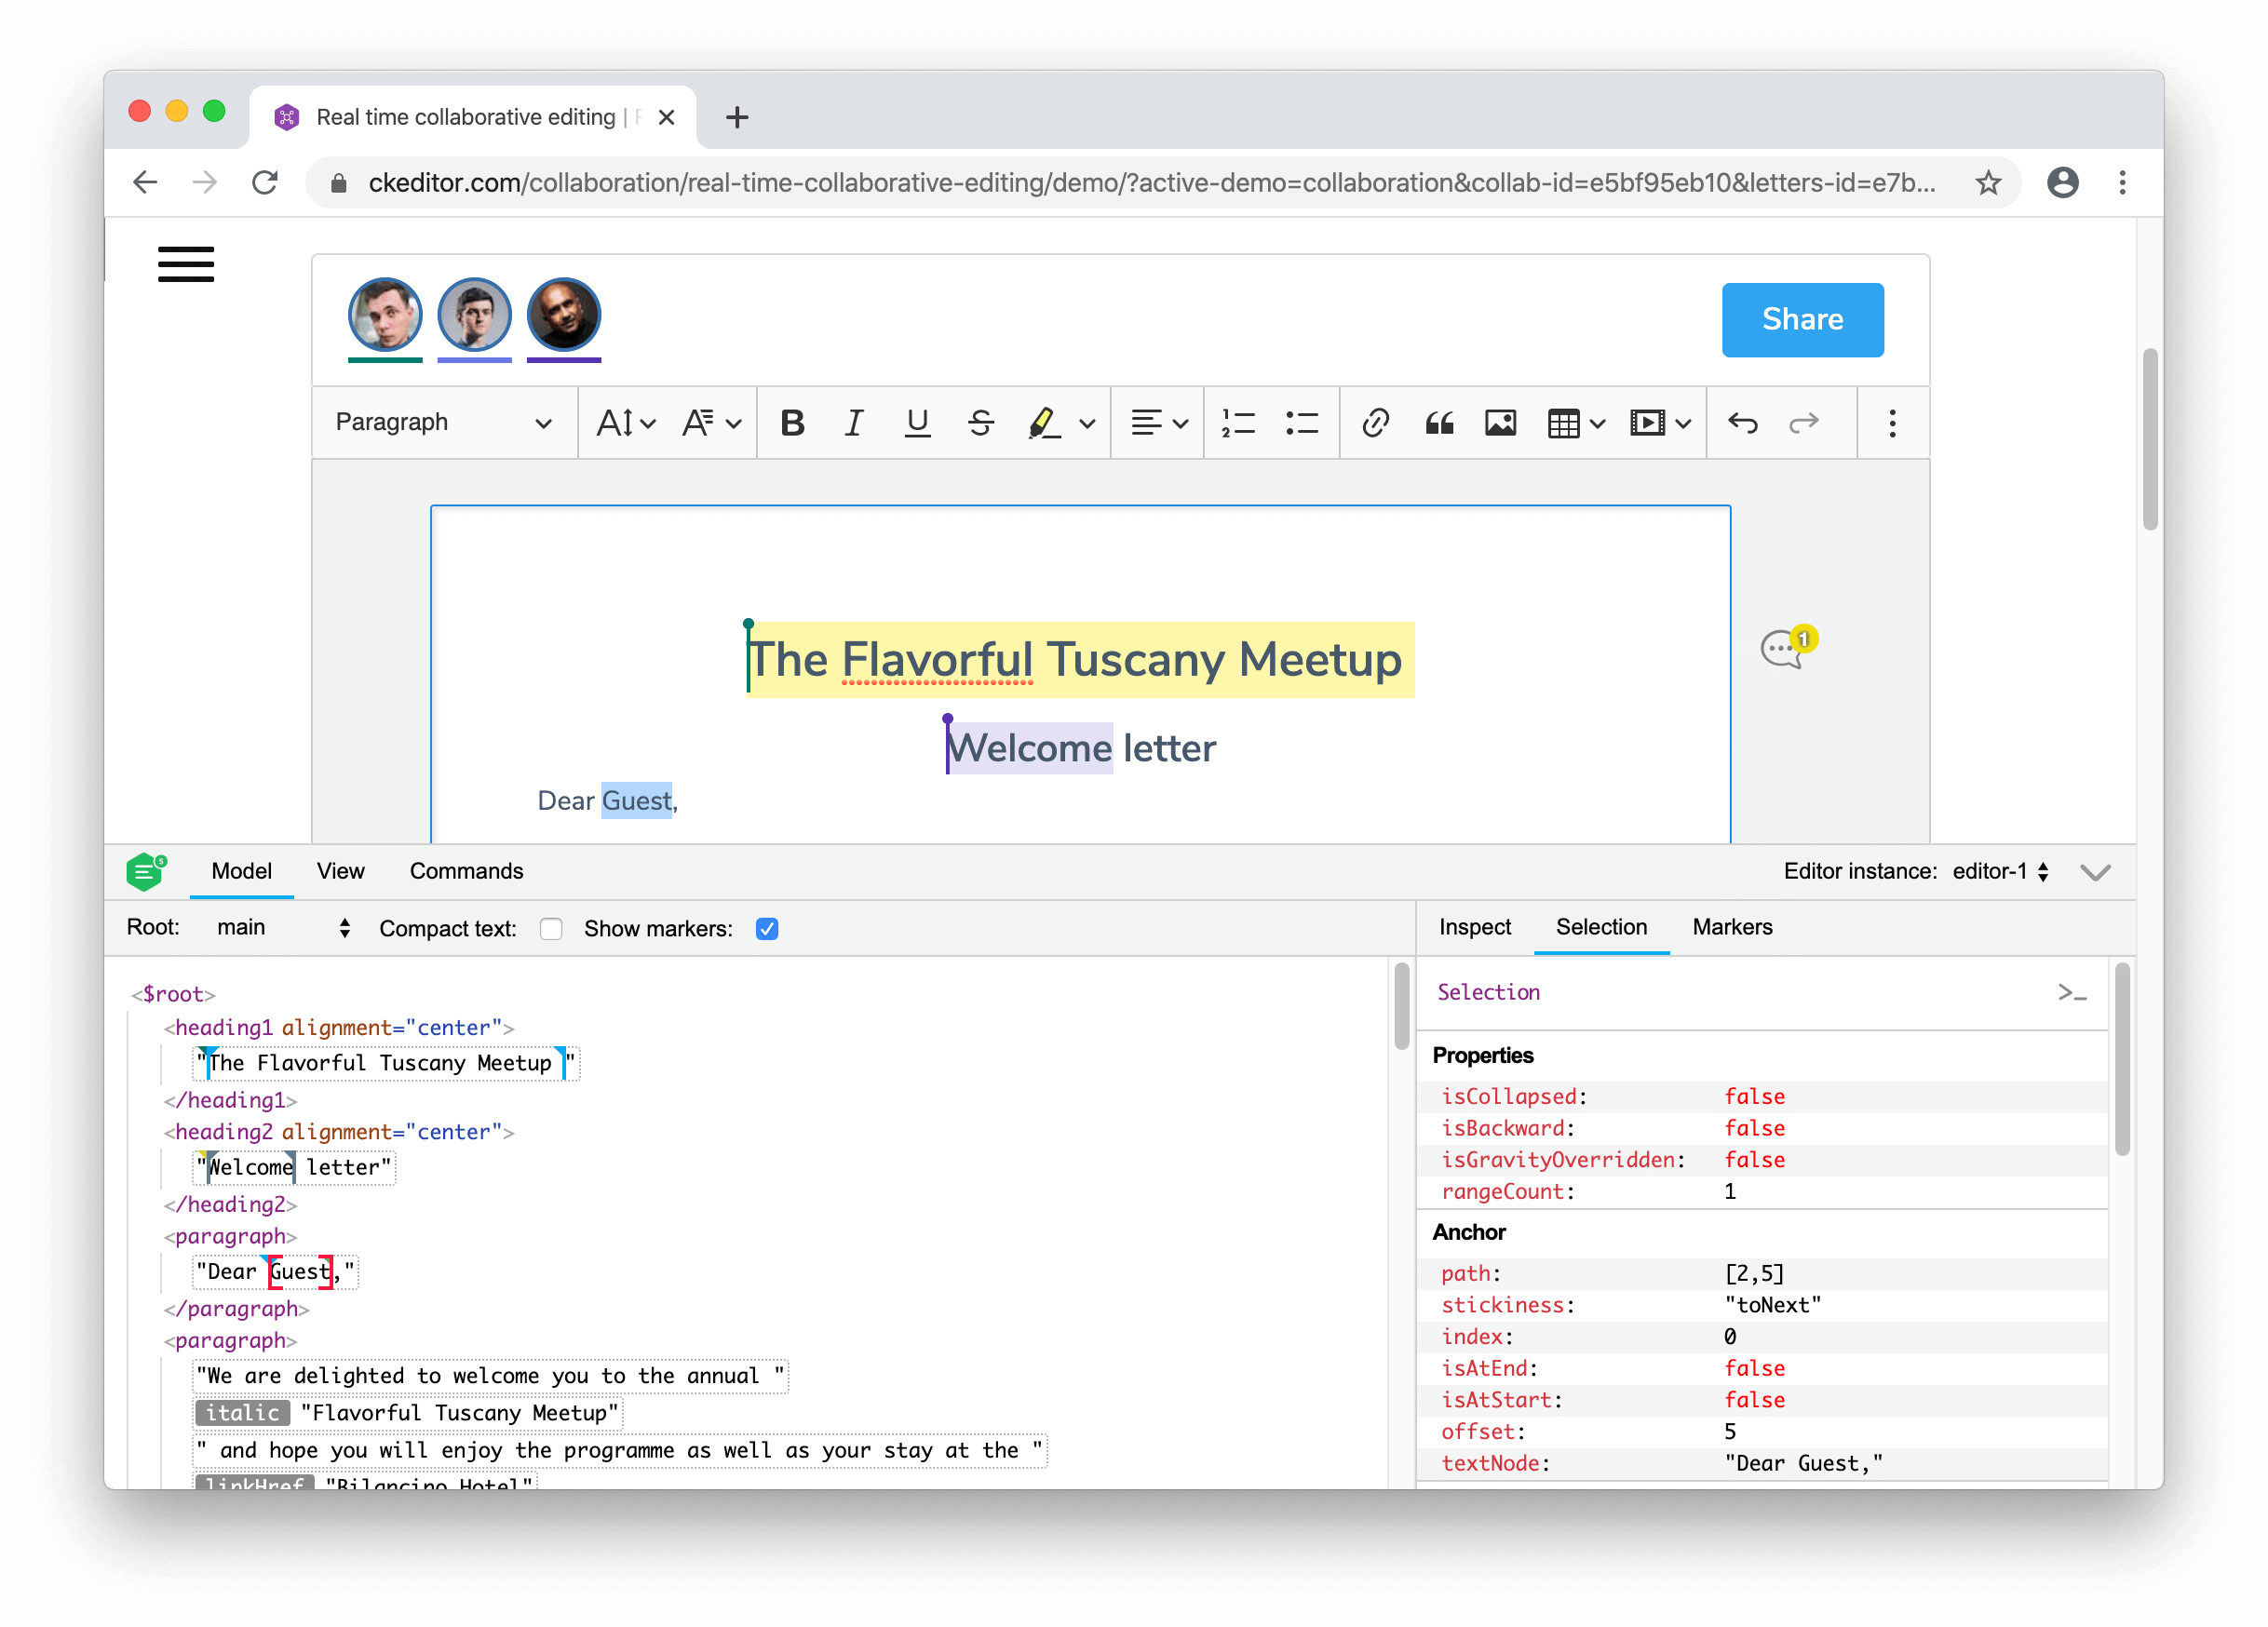 Real time collaborative editing |
ckeditor.com/collaboration/real-time-collaborative-editing/demo/?active-demo=collaboration&collab-id=e5bf95eb10&letters-id=e7b...
Share
Paragraph
The Flavorful Tuscany Meetup
1
Welcome letter
Dear Guest,
5
Model View Commands Editor instance: editor-1
Root: main Compact text: Show markers:
Inspect Selection Markers
<$root>
<heading1 alignment="center">
"The Flavorful Tuscany Meetup "
</heading1>
<heading2 alignment="center">
"Welcome letter"
</heading2>
<paragraph>
"Dear Guest,"
</paragraph>
<paragraph>
"We are delighted to welcome you to the annual "
italic "Flavorful Tuscany Meetup"
" and hope you will enjoy the programme as well as your stay at the "
linkHref "Bilancino Hotel"
Selection >_
Properties
isCollapsed: false
isBackward: false
isGravityOverridden: false
rangeCount: 1
Anchor
path: [2,5]
stickiness: "toNext"
index: 0
isAtEnd: false
isAtStart: false
offset: 5
textNode: "Dear Guest,"